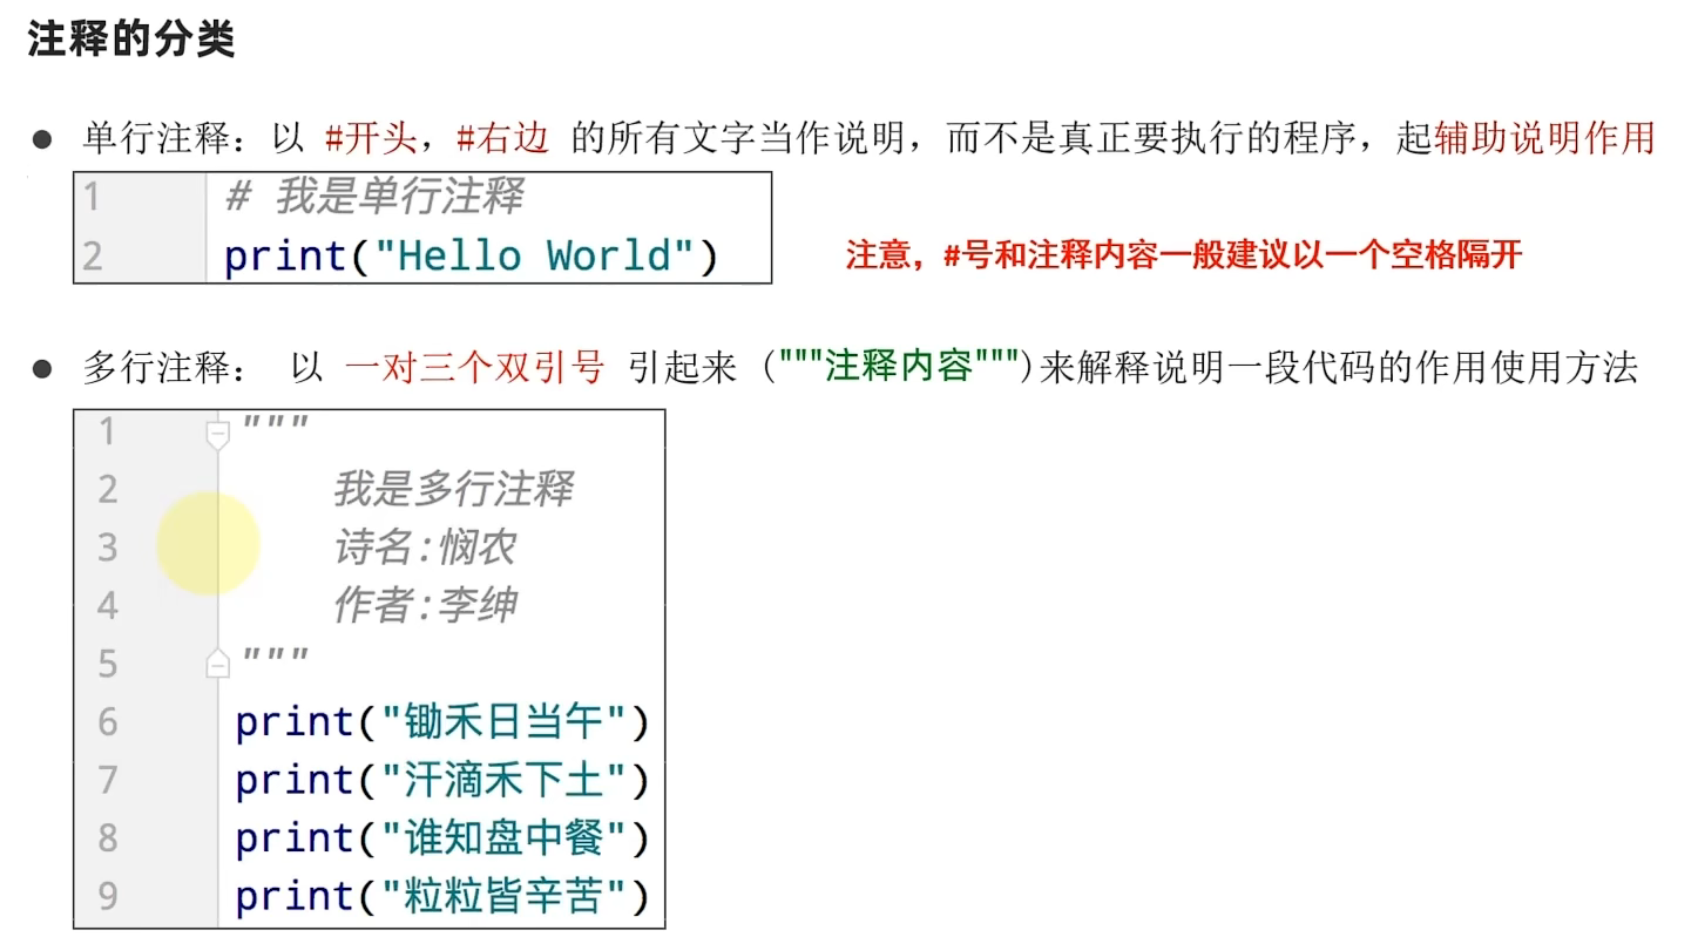 注释的分类
● 单行注释：以 #开头，#右边 的所有文字当作说明，而不是真正要执行的程序，起辅助说明作用
1 # 我是单行注释
2 print("Hello World")
注意，#号和注释内容一般建议以一个空格隔开
● 多行注释： 以 一对三个双引号 引起来 ("""注释内容""")来解释说明一段代码的作用使用方法
1 """
2 我是多行注释
3 诗名:悯农
4 作者:李绅
5 """
6 print("锄禾日当午")
7 print("汗滴禾下土")
8 print("谁知盘中餐")
9 print("粒粒皆辛苦")